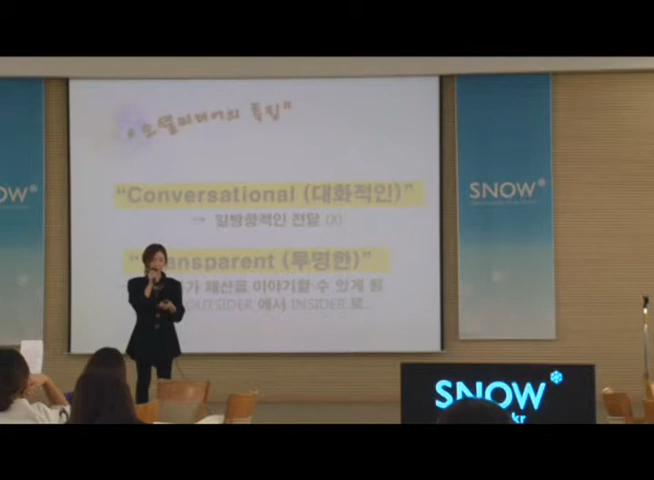 소셜미디어의 특징"
"Conversational (대화적인)"
→ 일방향적인 전달 (X)
ansparent (투명한)"
가 패션을 이야기할 수 있게 됨
OUTSIDER 에서 INSIDER 로..
OW
SNOW
SNOW
kr